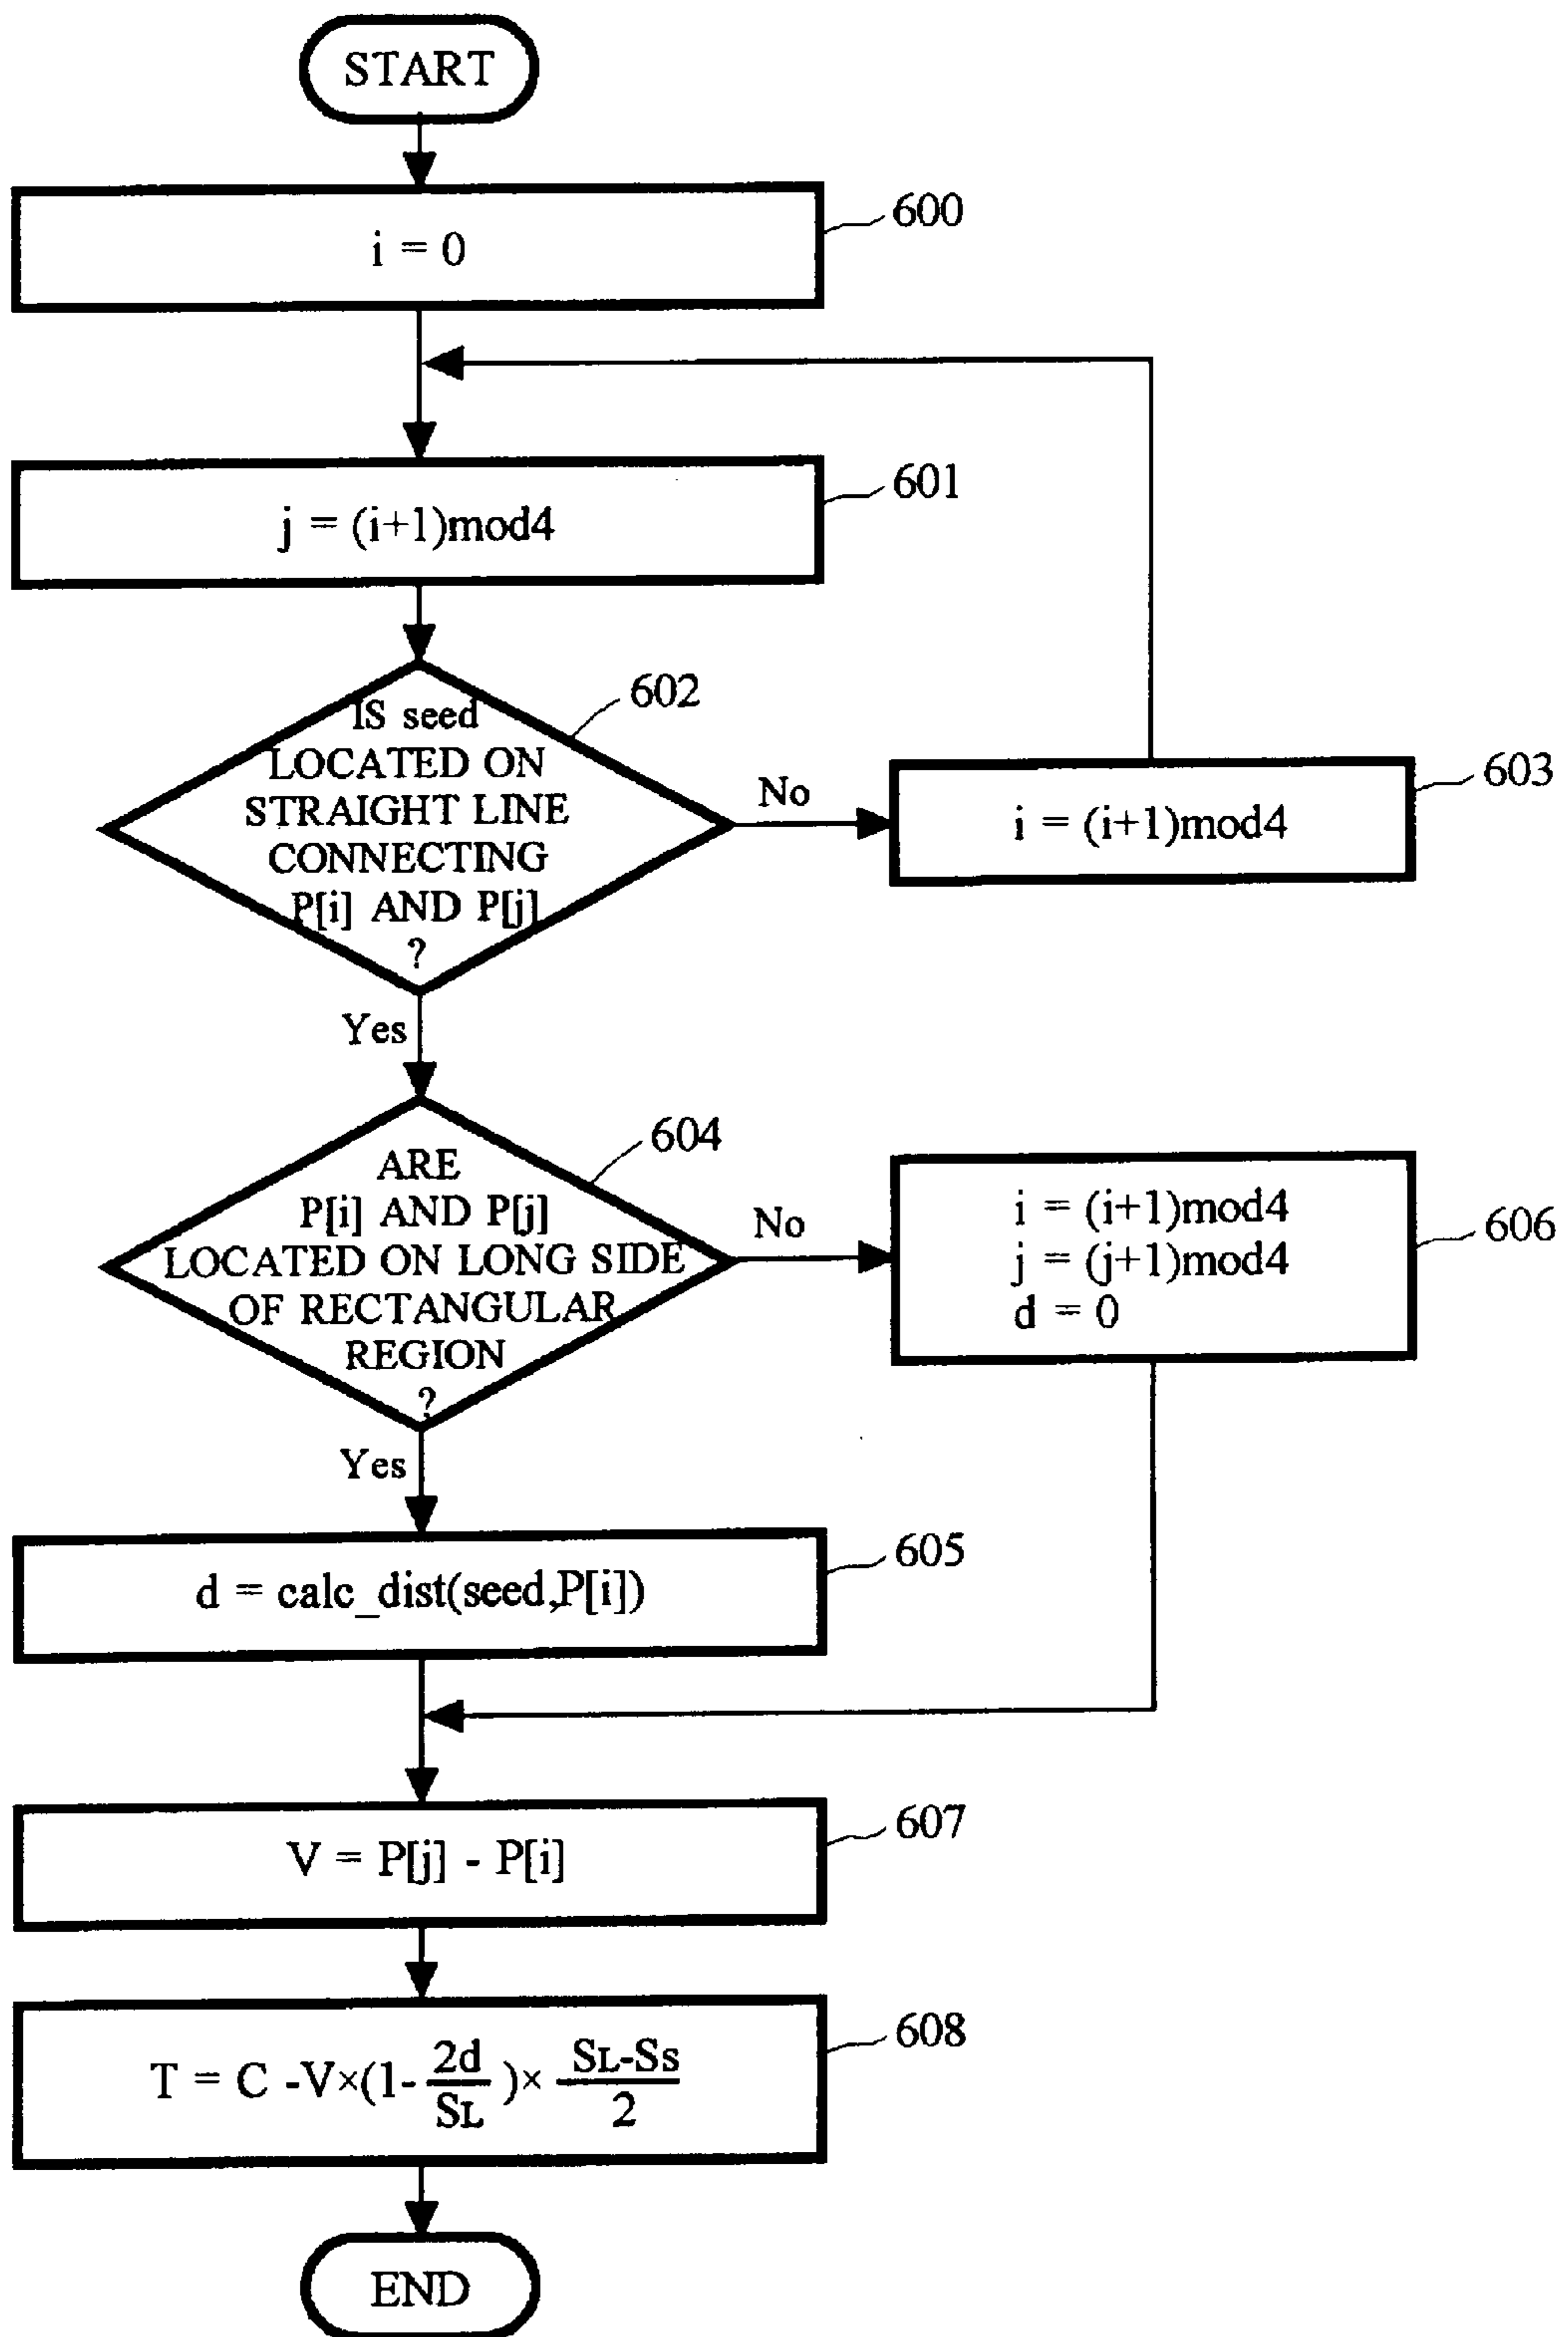 START
600
i = 0
601
j = (i+1)mod4
602
IS seed
LOCATED ON
STRAIGHT LINE
CONNECTING
P[i] AND P[j]
?
No
603
i = (i+1)mod4
Yes
604
ARE
P[i] AND P[j]
LOCATED ON LONG SIDE
OF RECTANGULAR
REGION
?
No
606
i = (i+1)mod4
j = (j+1)mod4
d = 0
Yes
605
d = calc_dist(seed,P[i])
607
V = P[j] - P[i]
608
T = C -V×(1-2d/SL)× SL-Ss/2
END